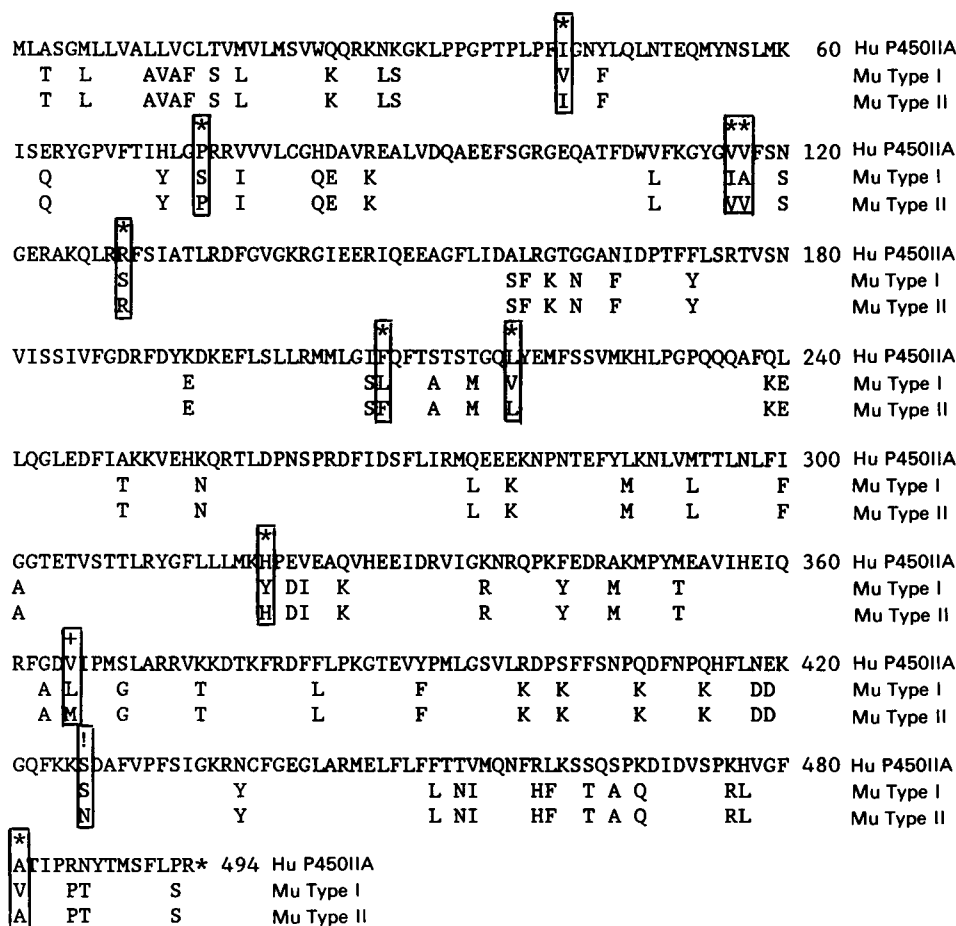 *
MLASGMLLVALLVCLTVMVLMSVWQQRKNKGKLPPGPTPLPFIGNYLQLNTEQMYNSLMK 60 Hu P450IIA
T L AVAF S L K LS V F Mu Type I
T L AVAF S L K LS I F Mu Type II
* **
ISERYGPVFTIHLGPRRVVVLCGHDAVREALVDQAEEFSGRGEQATFDWVFKGYGVVFSN 120 Hu P450IIA
Q Y S I QE K L IA S Mu Type I
Q Y P I QE K L VV S Mu Type II
*
GERAKQLRRFSIATLRDFGVGKRGIEERIQEEAGFLIDALRGTGGANIDPTFFLSRTVSN 180 Hu P450IIA
S SF K N F Y Mu Type I
R SF K N F Y Mu Type II
* *
VISSIVFGDRFDYKDKEFLSLLRMMLGIFQFTSTSTGQLYEMFSSVMKHLPGPQQQAFQL 240 Hu P450IIA
E SL A M V KE Mu Type I
E SF A M L KE Mu Type II
LQGLEDFIAKKVEHKQRTLDPNSPRDFIDSFLIRMQEEEKNPNTEFYLKNLVMTTLNLFI 300 Hu P450IIA
T N L K M L F Mu Type I
T N L K M L F Mu Type II
*
GGTETVSTTLRYGFLLLMKHPEVEAQVHEEIDRVIGKNRQPKFEDRAKMPYMEAVIHEIQ 360 Hu P450IIA
A Y DI K R Y M T Mu Type I
A H DI K R Y M T Mu Type II
+
RFGDVIPMSLARRVKKDTKFRDFFLPKGTEVYPMLGSVLRDPSFFSNPQDFNPQHFLNEK 420 Hu P450IIA
A L G T L F K K K K DD Mu Type I
A M G T L F K K K K DD Mu Type II
!
GQFKKSDAFVPFSIGKRNCFGEGLARMELFLFFTTVMQNFRLKSSQSPKDIDVSPKHVGF 480 Hu P450IIA
S Y L NI HF T A Q RL Mu Type I
N Y L NI HF T A Q RL Mu Type II
*
ATIPRNYTMSFLPR* 494 Hu P450IIA
V PT S Mu Type I
A PT S Mu Type II